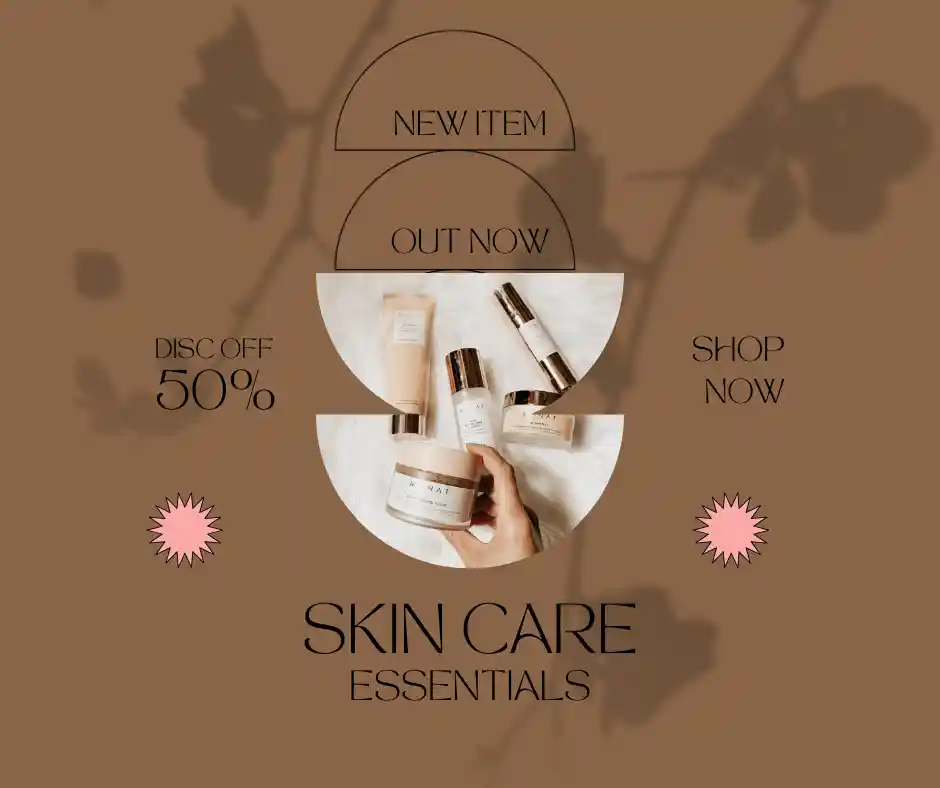 NEW ITEM
OUT NOW
DISC OFF
50%
SHOP
NOW
SKIN CARE
ESSENTIALS